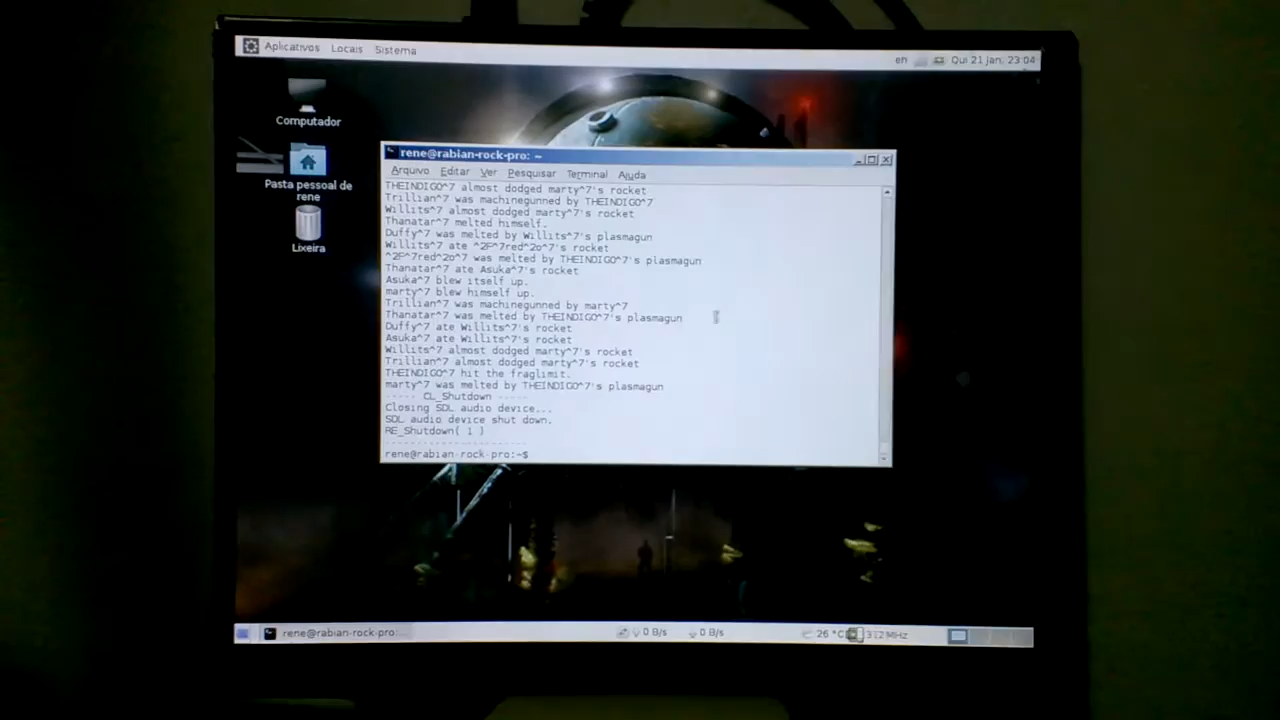 Aplicativos Locais Sistema
en Qui 21 jan, 23:04
Computador
Pasta pessoal de
rene
Lixeira
rene@rabian-rock-pro: ~
Arquivo Editar Ver Pesquisar Terminal Ajuda
THEINDIGO^7 almost dodged marty^7's rocket
Trillian^7 was machinegunned by THEINDIGO^7
Willits^7 almost dodged marty^7's rocket
Thanatar^7 melted himself.
Duffy^7 was melted by Willits^7's plasmagun
Willits^7 ate ^2F^7red^2o^7's rocket
^2F^7red^2o^7 was melted by THEINDIGO^7's plasmagun
Thanatar^7 ate Asuka^7's rocket
Asuka^7 blew itself up.
marty^7 blew himself up.
Trillian^7 was machinegunned by marty^7
Thanatar^7 was melted by THEINDIGO^7's plasmagun
Duffy^7 ate Willits^7's rocket
Asuka^7 ate Willits^7's rocket
Willits^7 almost dodged marty^7's rocket
Trillian^7 almost dodged marty^7's rocket
THEINDIGO^7 hit the fraglimit.
marty^7 was melted by THEINDIGO^7's plasmagun
----- CL_Shutdown -----
Closing SDL audio device...
SDL audio device shut down.
RE_Shutdown( 1 )
-----------------------
rene@rabian-rock-pro:~$
rene@rabian-rock-pro:...
0 B/s 0 B/s 26 °C 312 MHz